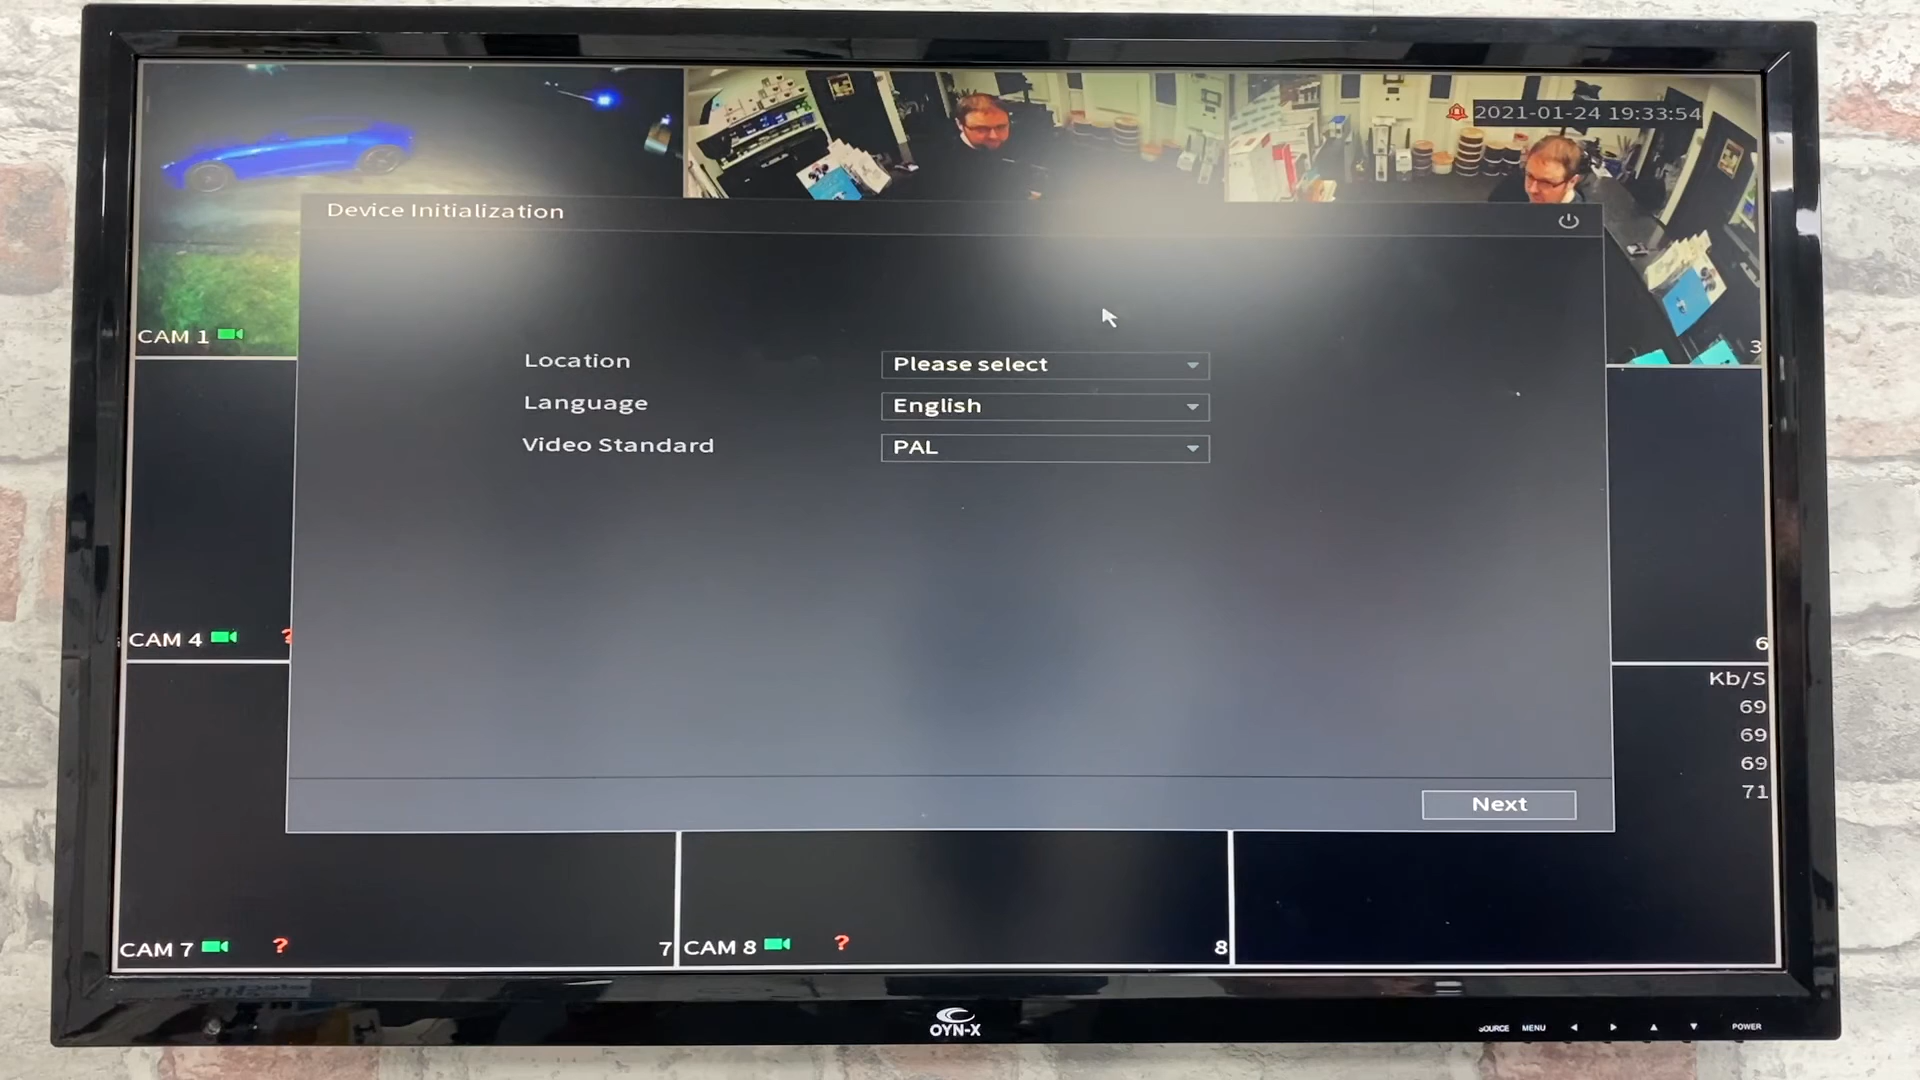 2021-01-24 19:33:54
Device Initialization
CAM 1
3
Location
Please select
Language
English
Video Standard
PAL
CAM 4
?
6
Kb/S
69
69
69
71
Next
CAM 7
?
7
CAM 8
?
8
OYN-X
SOURCE
MENU
POWER